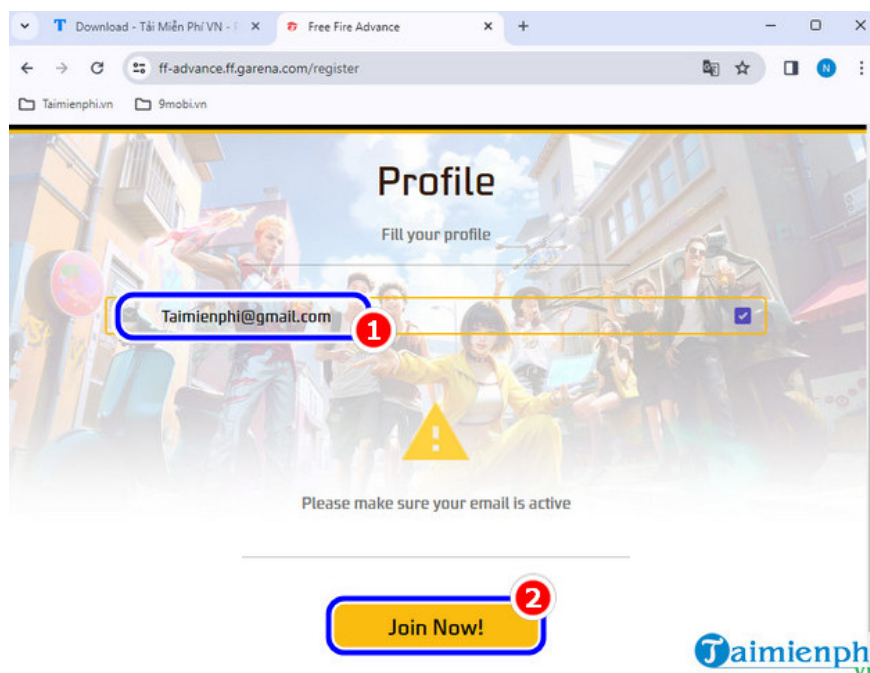 Download - Tải Miễn Phí VN -
Free Fire Advance
ff-advance.ff.garena.com/register
N
Taimienphi.vn
9mobi.vn
Profile
Fill your profile
Taimienphi@gmail.com
1
Please make sure your email is active
2
Join Now!
Taimienph